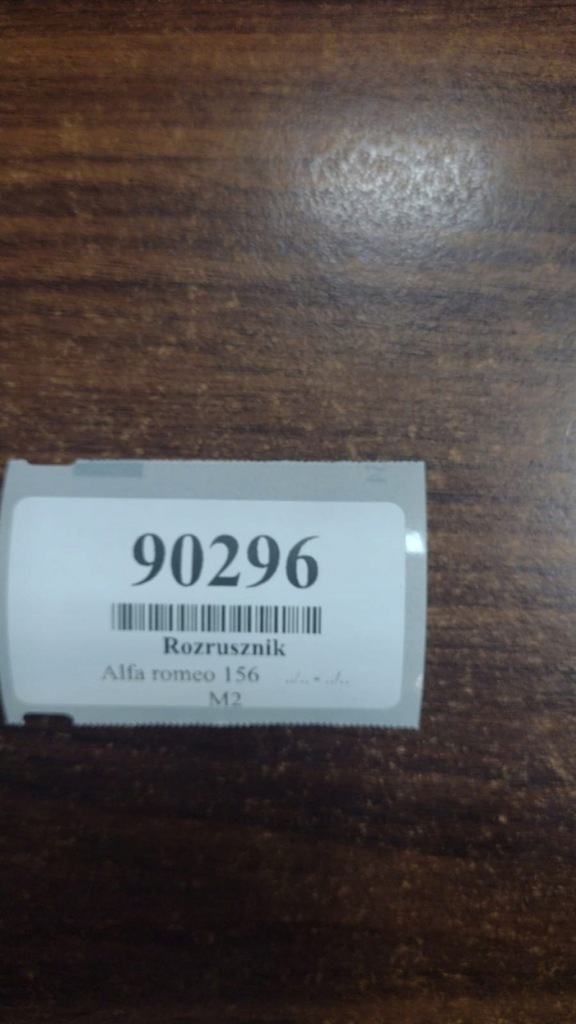 90296
Rozrusznik
Alfa romeo 156 ../.. - ../..
M2